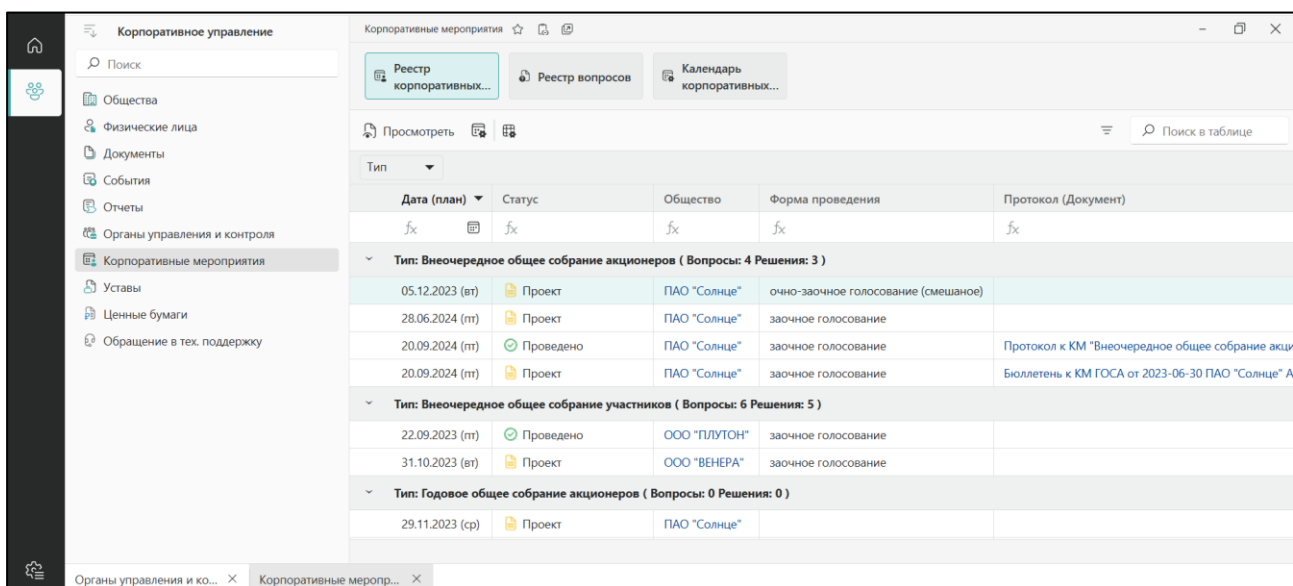 Корпоративное управление
Поиск
Общества
Физические лица
Документы
События
Отчеты
Органы управления и контроля
Корпоративные мероприятия
Уставы
Ценные бумаги
Обращение в тех. поддержку
Корпоративные мероприятия
Реестр
корпоративных...
Реестр вопросов
Календарь
корпоративных...
Просмотреть
Поиск в таблице
Тип
Дата (план) Статус Общество Форма проведения Протокол (Документ)
fx fx fx fx fx
Тип: Внеочередное общее собрание акционеров ( Вопросы: 4 Решения: 3 )
05.12.2023 (вт) Проект ПАО "Солнце" очно-заочное голосование (смешаное)
28.06.2024 (пт) Проект ПАО "Солнце" заочное голосование
20.09.2024 (пт) Проведено ПАО "Солнце" заочное голосование Протокол к КМ "Внеочередное общее собрание акци
20.09.2024 (пт) Проект ПАО "Солнце" заочное голосование Бюллетень к КМ ГОСА от 2023-06-30 ПАО "Солнце" А
Тип: Внеочередное общее собрание участников ( Вопросы: 6 Решения: 5 )
22.09.2023 (пт) Проведено ООО "ПЛУТОН" заочное голосование
31.10.2023 (вт) Проект ООО "ВЕНЕРА" заочное голосование
Тип: Годовое общее собрание акционеров ( Вопросы: 0 Решения: 0 )
29.11.2023 (ср) Проект ПАО "Солнце"
Органы управления и ко... Корпоративные меропр...